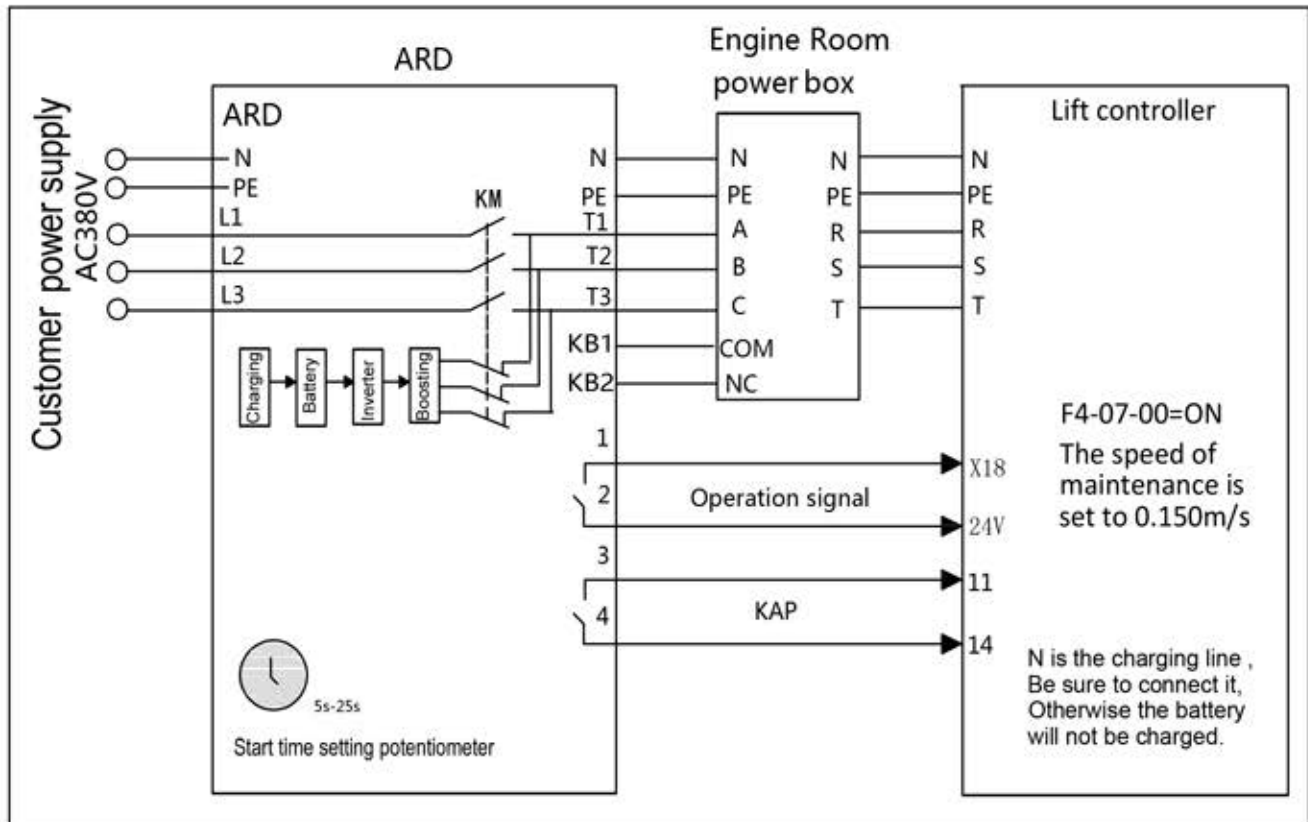 Customer power supply
AC380V
ARD
ARD
N
PE
L1
L2
L3
KM
N
PE
T1
T2
T3
KB1
KB2
Charging
Battery
Inverter
Boosting
1
2
3
4
5s-25s
Start time setting potentiometer
Engine Room
power box
N
PE
A
B
C
COM
NC
N
PE
R
S
T
Operation signal
KAP
Lift controller
N
PE
R
S
T
X18
24V
11
14
F4-07-00=ON
The speed of
maintenance is
set to 0.150m/s
N is the charging line ,
Be sure to connect it,
Otherwise the battery
will not be charged.